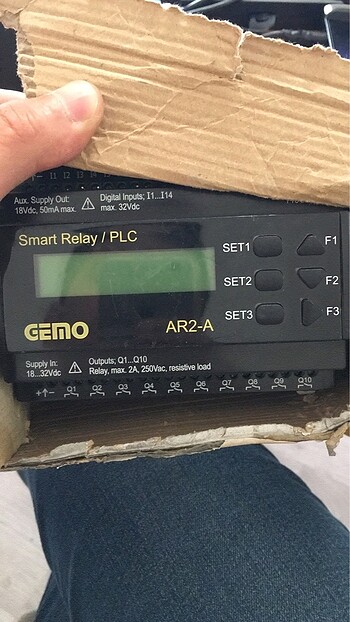 Aux. Supply Out:
18Vdc, 50mA max.
Digital Inputs; I1...I14
max. 32Vdc
Smart Relay / PLC
SET1
F1
SET2
F2
SET3
F3
GEMO
AR2-A
Supply In:
18...32Vdc
Outputs; Q1...Q10
Relay, max. 2A, 250Vac, resistive load
+ -
Q1 Q2 Q3 Q4 Q5 Q6 Q7 Q8 Q9 Q10